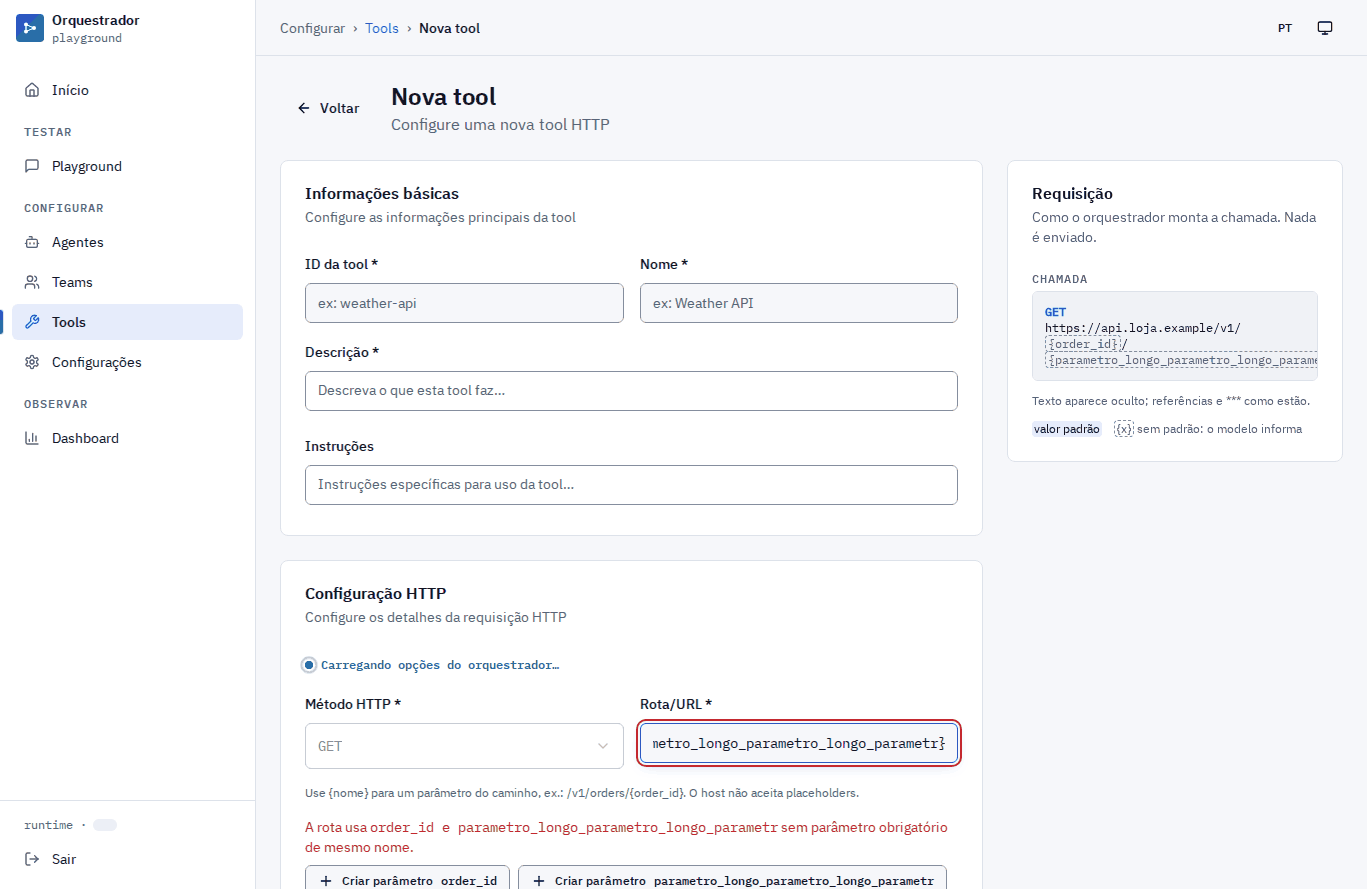 Orquestrador
playground
Início
TESTAR
Playground
CONFIGURAR
Agentes
Teams
Tools
Configurações
OBSERVAR
Dashboard
runtime ·
Sair
Configurar › Tools › Nova tool
PT
Voltar
Nova tool
Configure uma nova tool HTTP
Informações básicas
Configure as informações principais da tool
ID da tool *
ex: weather-api
Nome *
ex: Weather API
Descrição *
Descreva o que esta tool faz...
Instruções
Instruções específicas para uso da tool...
Configuração HTTP
Configure os detalhes da requisição HTTP
Carregando opções do orquestrador…
Método HTTP *
GET
Rota/URL *
metro_longo_parametro_longo_parametr}
Use {nome} para um parâmetro do caminho, ex.: /v1/orders/{order_id}. O host não aceita placeholders.
A rota usa order_id e parametro_longo_parametro_longo_parametr sem parâmetro obrigatório
de mesmo nome.
+ Criar parâmetro order_id
+ Criar parâmetro parametro_longo_parametro_longo_parametr
Requisição
Como o orquestrador monta a chamada. Nada
é enviado.
CHAMADA
GET
https://api.loja.example/v1/
{order_id}/
{parametro_longo_parametro_longo_parame
Texto aparece oculto; referências e *** como estão.
valor padrão {x} sem padrão: o modelo informa